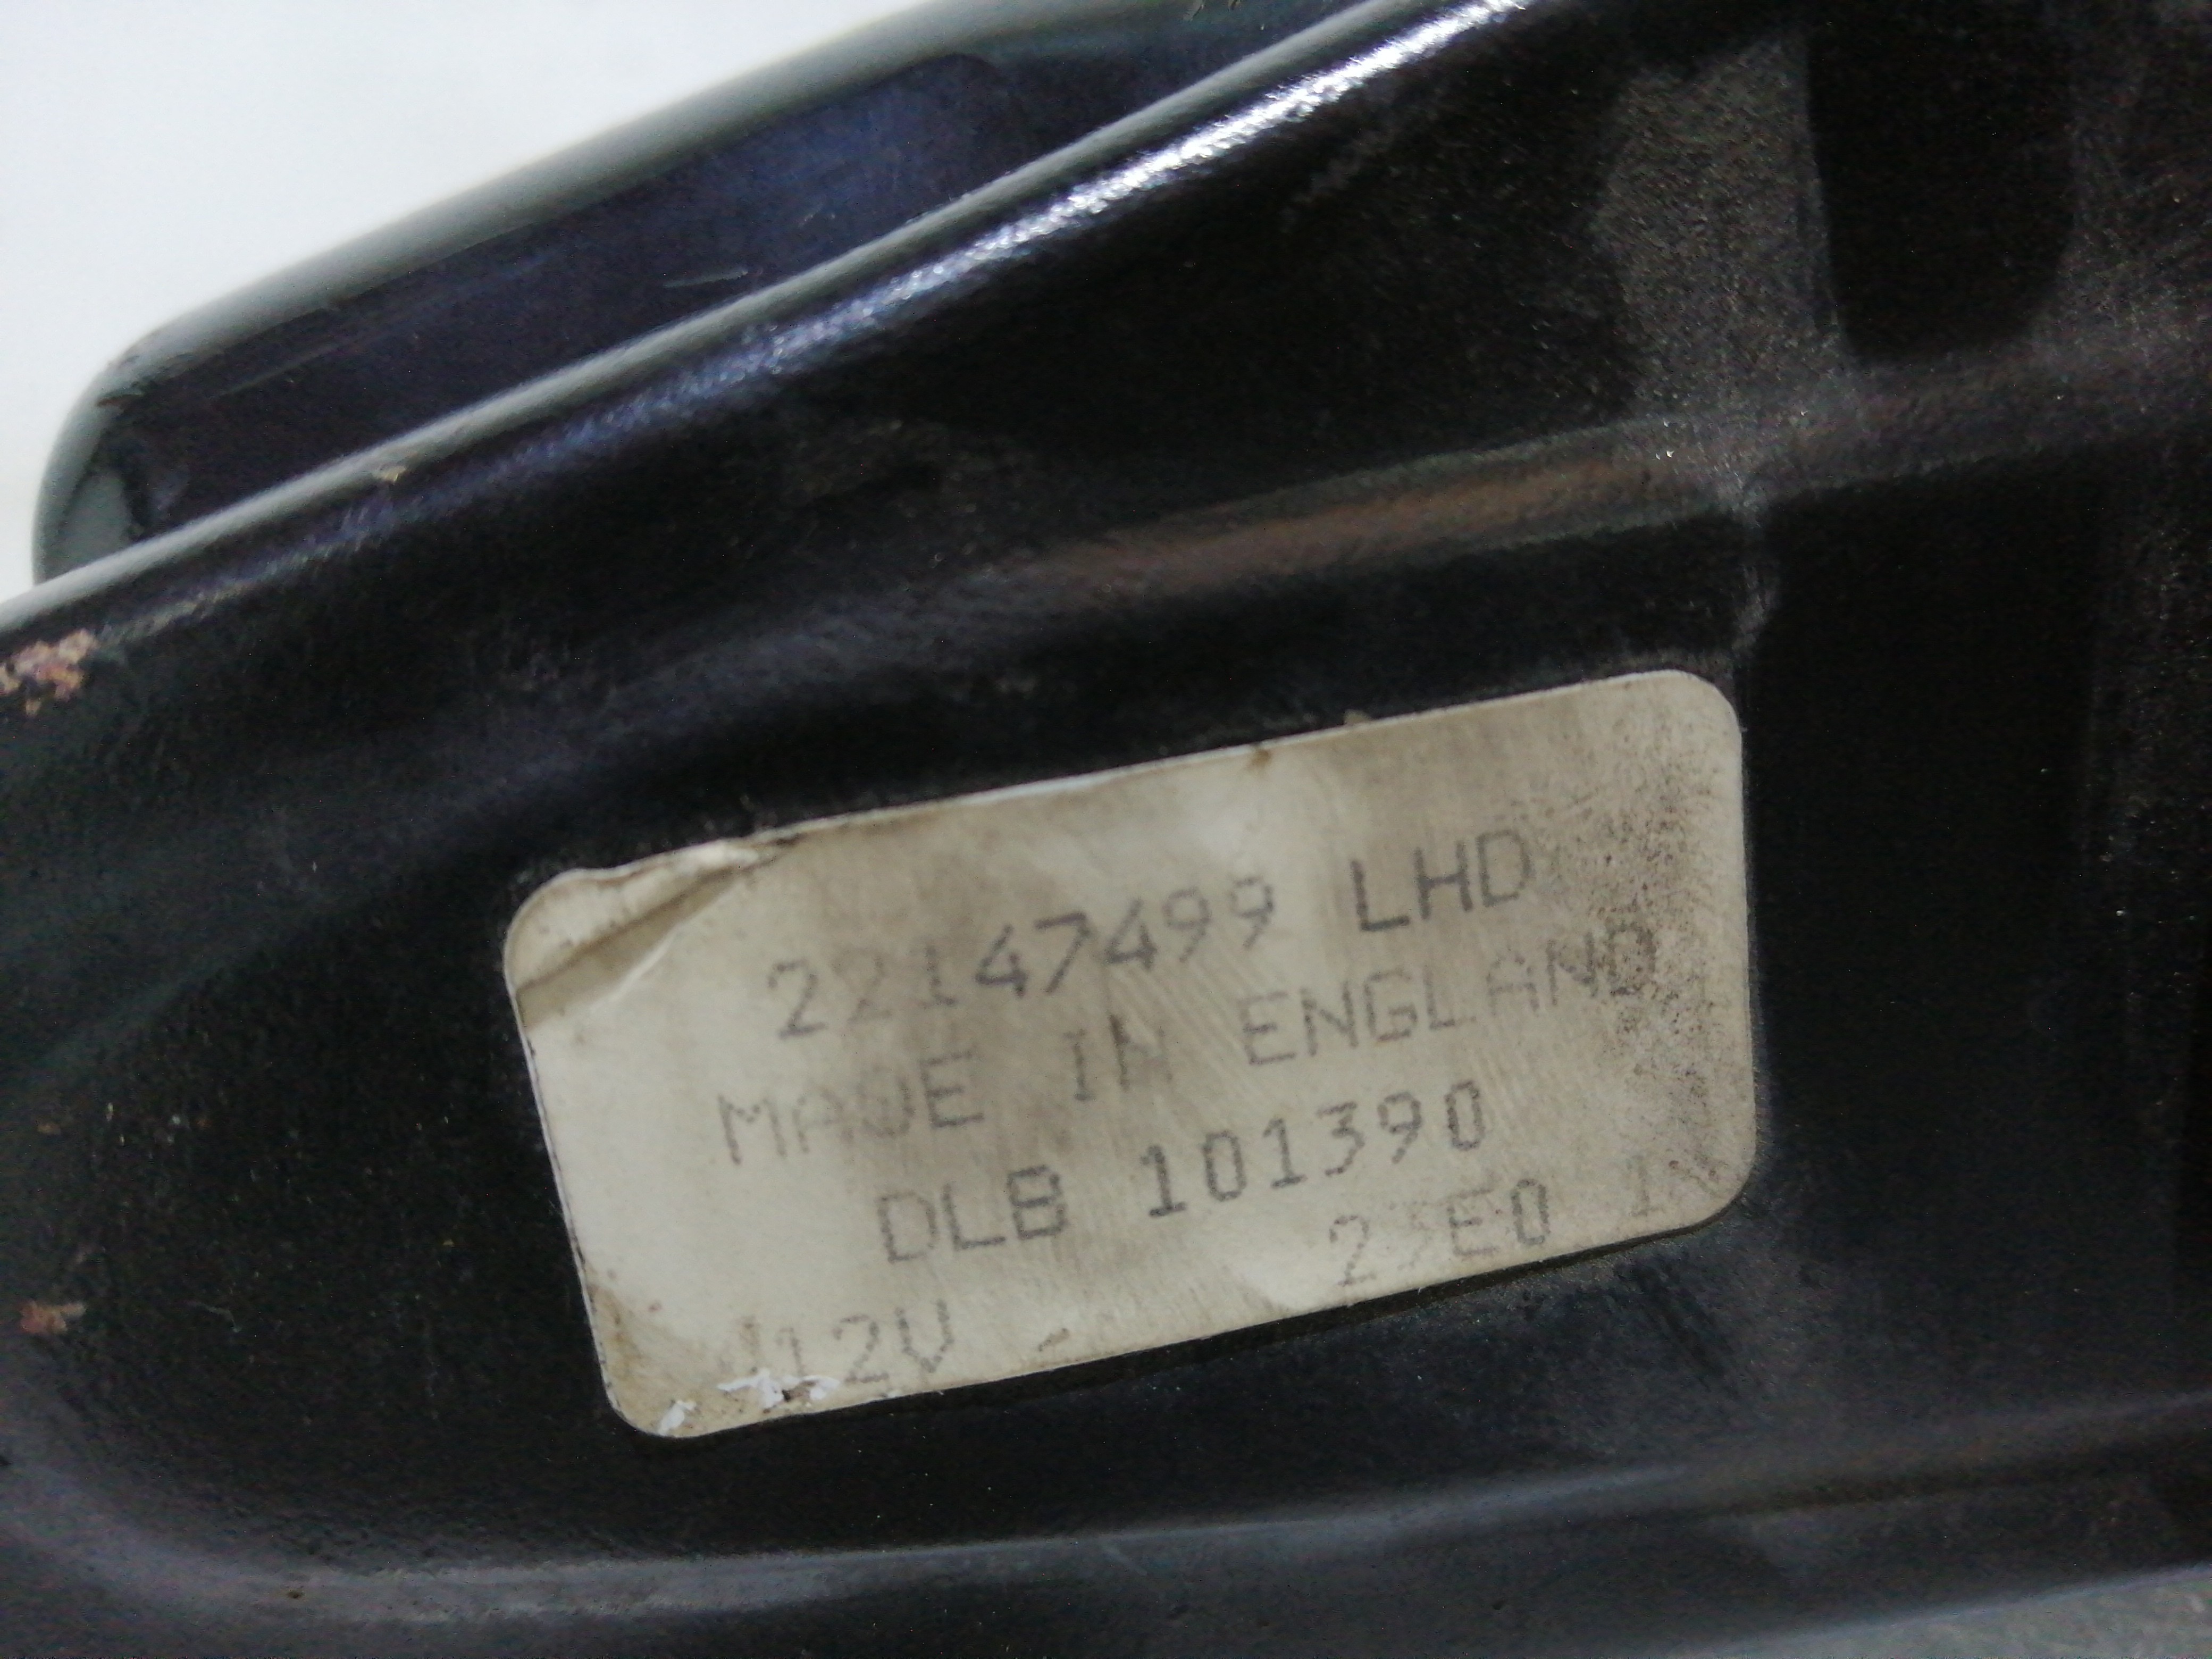 22147499 LHD
MADE IN ENGLAND
DLB 101390
12V